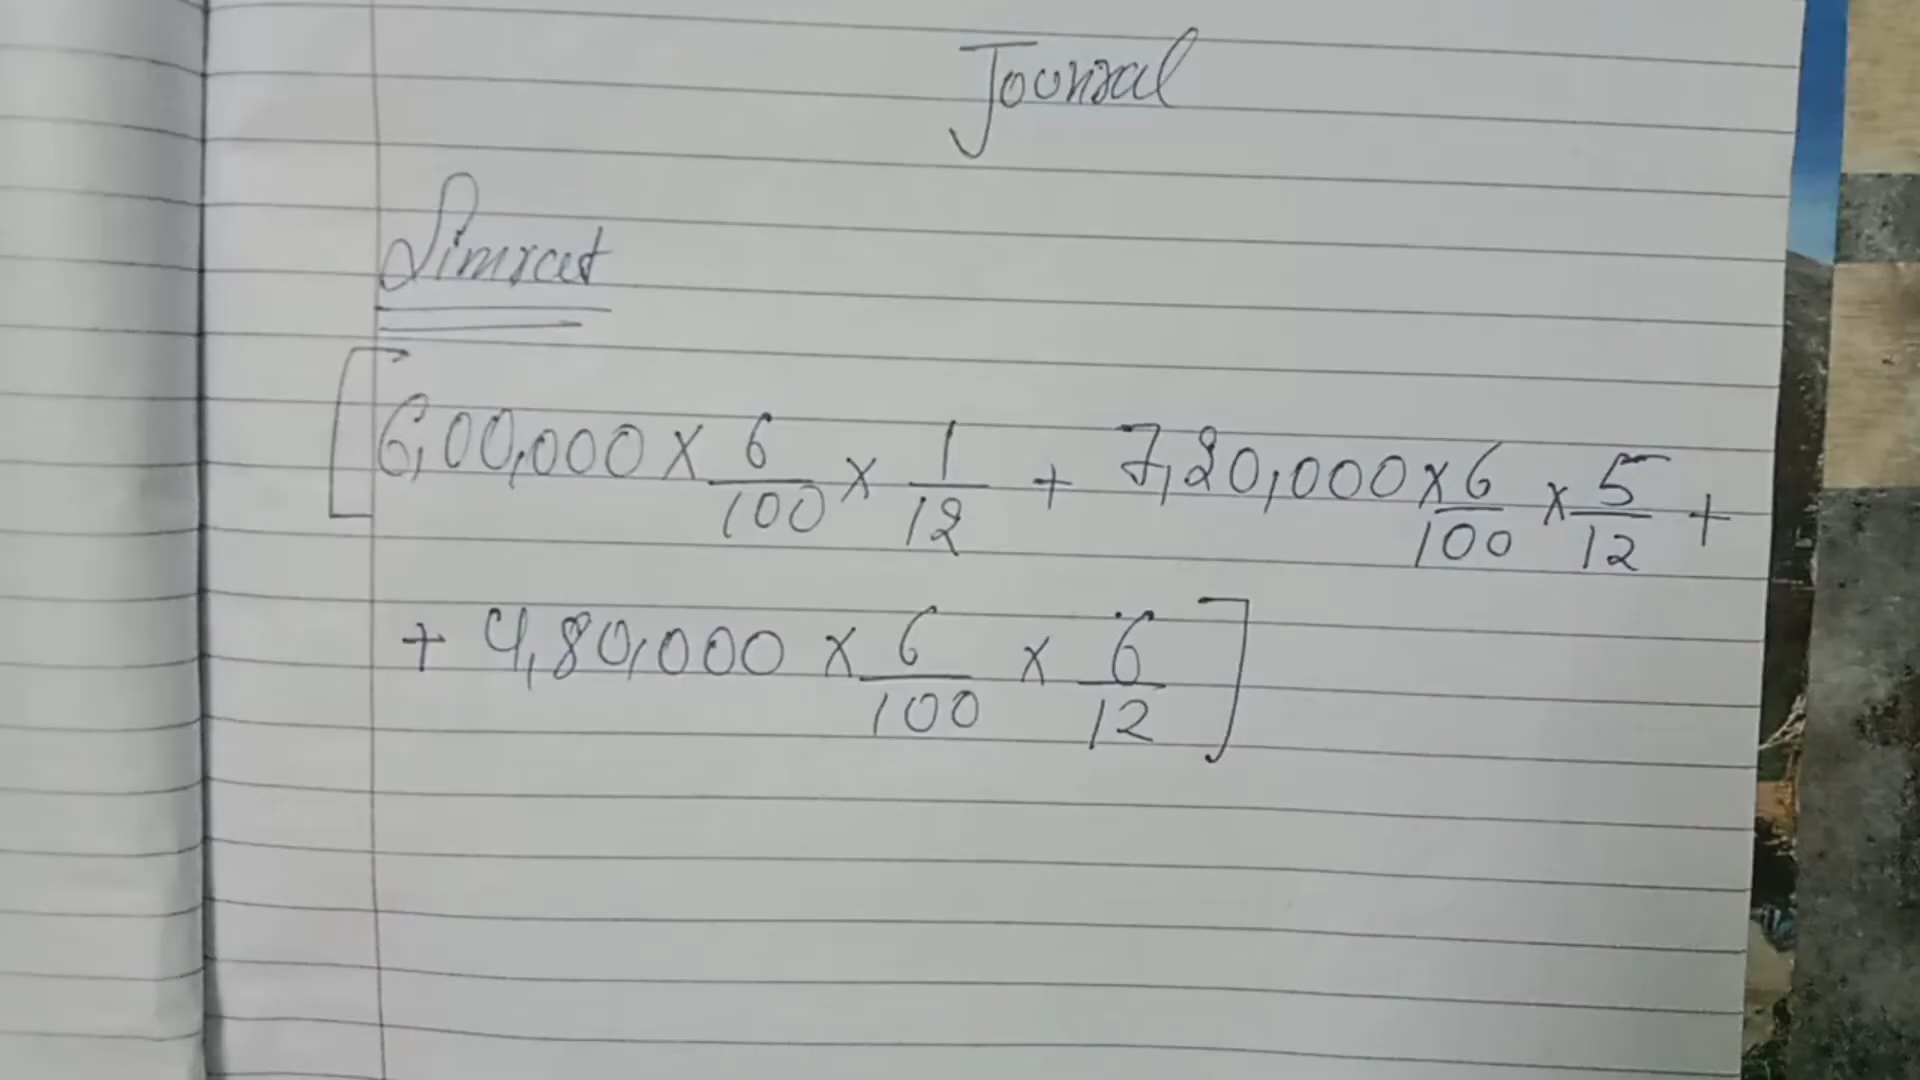 Journal
Simrat
[6,00,000 × 6/100 × 1/12 + 7,20,000 × 6/100 × 5/12 +
+ 4,80,000 × 6/100 × 6/12]